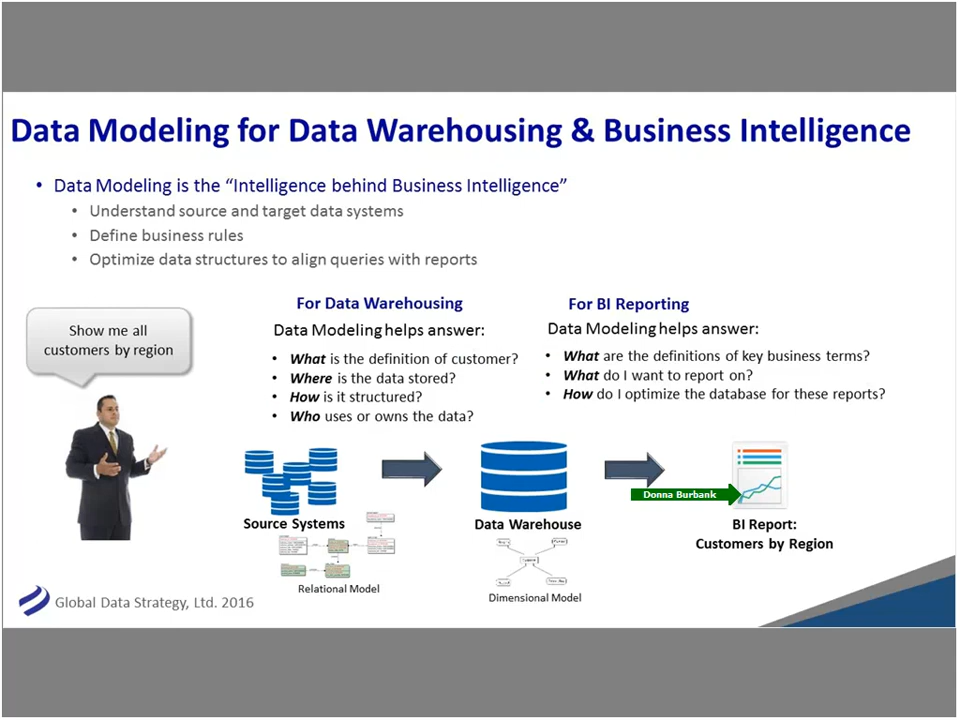 Data Modeling for Data Warehousing & Business Intelligence
• Data Modeling is the “Intelligence behind Business Intelligence”
• Understand source and target data systems
• Define business rules
• Optimize data structures to align queries with reports
Show me all
customers by region
For Data Warehousing
Data Modeling helps answer:
• What is the definition of customer?
• Where is the data stored?
• How is it structured?
• Who uses or owns the data?
For BI Reporting
Data Modeling helps answer:
• What are the definitions of key business terms?
• What do I want to report on?
• How do I optimize the database for these reports?
Source Systems
Relational Model
Data Warehouse
Dimensional Model
Donna Burbank
BI Report:
Customers by Region
Global Data Strategy, Ltd. 2016